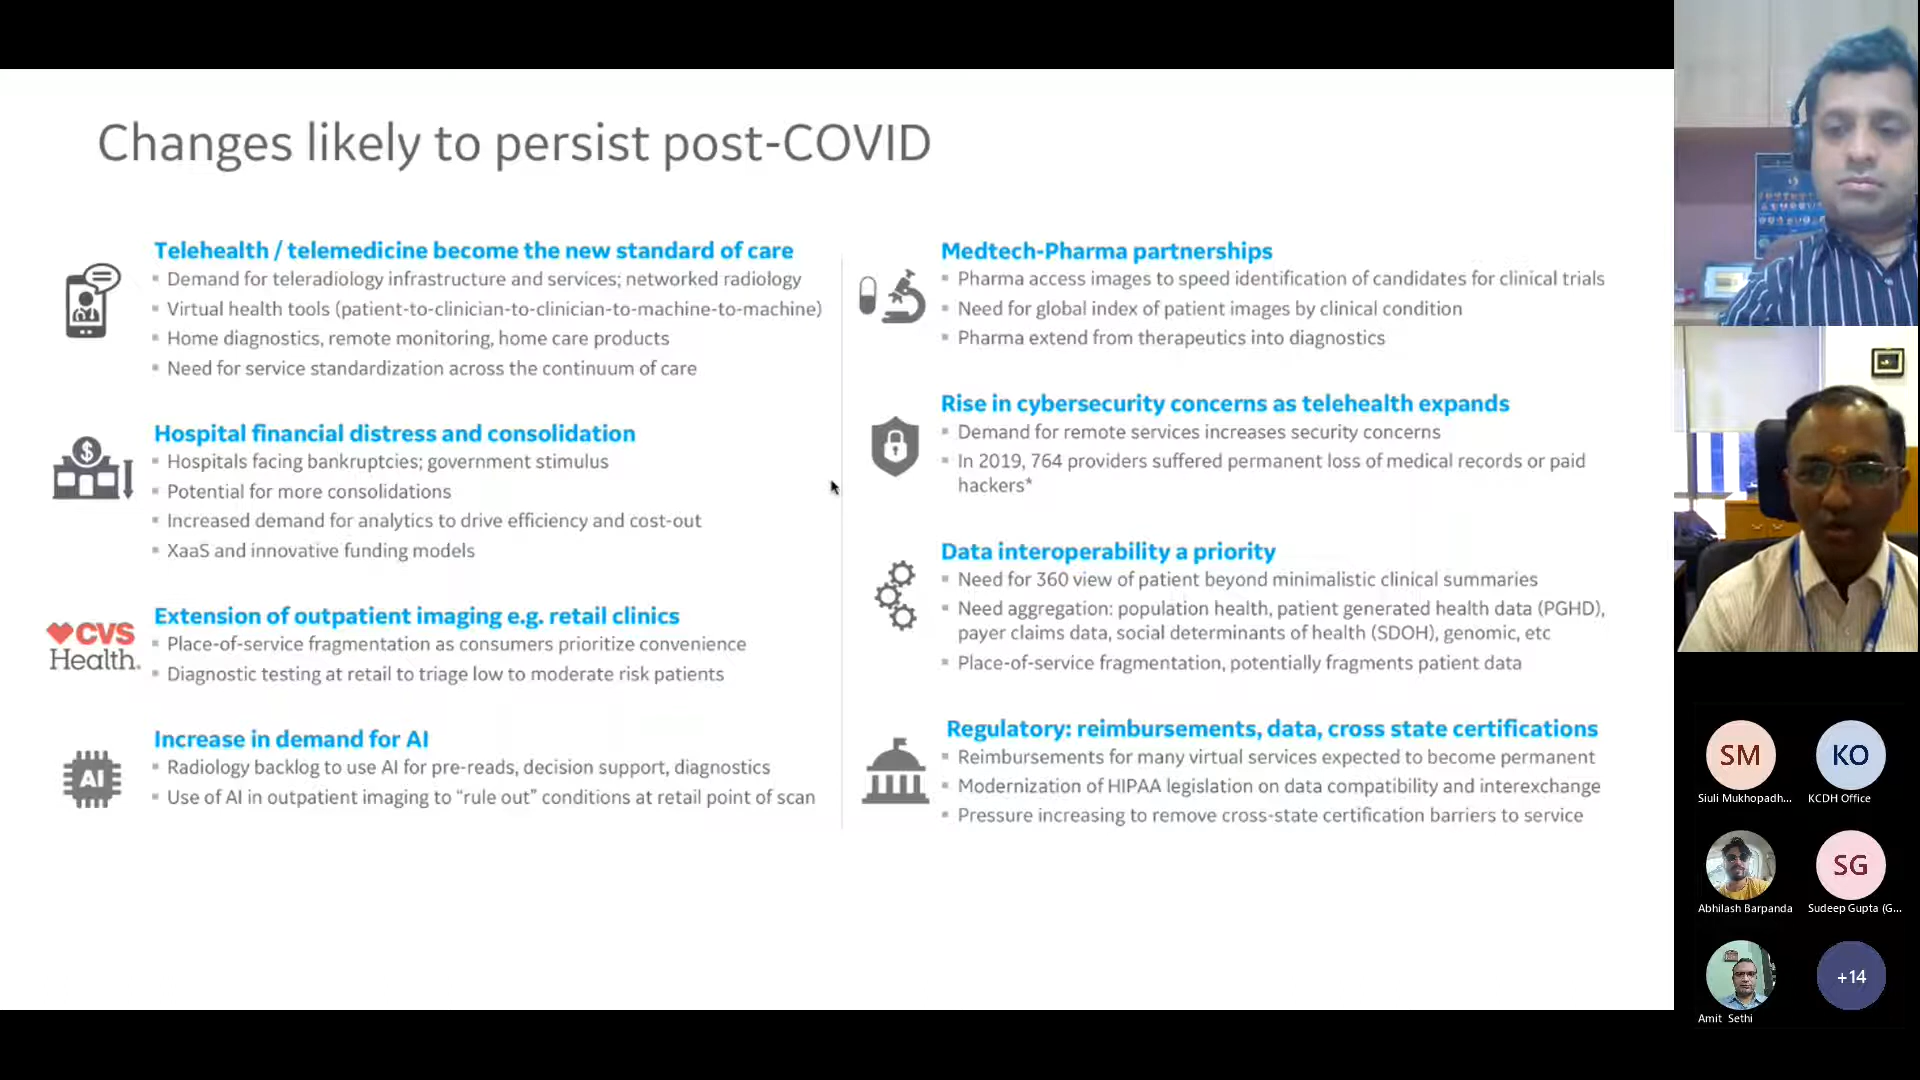 Changes likely to persist post-COVID
Telehealth / telemedicine become the new standard of care
▪ Demand for teleradiology infrastructure and services; networked radiology
▪ Virtual health tools (patient-to-clinician-to-clinician-to-machine-to-machine)
▪ Home diagnostics, remote monitoring, home care products
▪ Need for service standardization across the continuum of care
$
Hospital financial distress and consolidation
▪ Hospitals facing bankruptcies; government stimulus
▪ Potential for more consolidations
▪ Increased demand for analytics to drive efficiency and cost-out
▪ XaaS and innovative funding models
CVS
Health.
Extension of outpatient imaging e.g. retail clinics
▪ Place-of-service fragmentation as consumers prioritize convenience
▪ Diagnostic testing at retail to triage low to moderate risk patients
AI
Increase in demand for AI
▪ Radiology backlog to use AI for pre-reads, decision support, diagnostics
▪ Use of AI in outpatient imaging to “rule out” conditions at retail point of scan
Medtech-Pharma partnerships
▪ Pharma access images to speed identification of candidates for clinical trials
▪ Need for global index of patient images by clinical condition
▪ Pharma extend from therapeutics into diagnostics
Rise in cybersecurity concerns as telehealth expands
▪ Demand for remote services increases security concerns
▪ In 2019, 764 providers suffered permanent loss of medical records or paid
hackers*
Data interoperability a priority
▪ Need for 360 view of patient beyond minimalistic clinical summaries
▪ Need aggregation: population health, patient generated health data (PGHD),
payer claims data, social determinants of health (SDOH), genomic, etc
▪ Place-of-service fragmentation, potentially fragments patient data
Regulatory: reimbursements, data, cross state certifications
▪ Reimbursements for many virtual services expected to become permanent
▪ Modernization of HIPAA legislation on data compatibility and interexchange
▪ Pressure increasing to remove cross-state certification barriers to service
SM KO
Siuli Mukhopadh... KCDH Office
SG
Abhilash Barpanda Sudeep Gupta (G...
+14
Amit Sethi